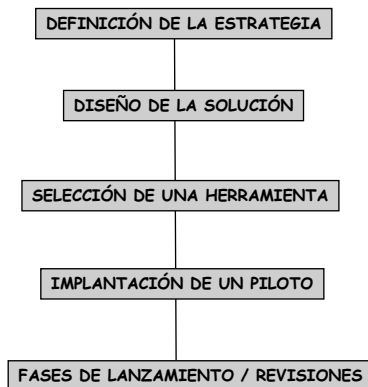 DEFINICIÓN DE LA ESTRATEGIA
DISEÑO DE LA SOLUCIÓN
SELECCIÓN DE UNA HERRAMIENTA
IMPLANTACIÓN DE UN PILOTO
FASES DE LANZAMIENTO / REVISIONES